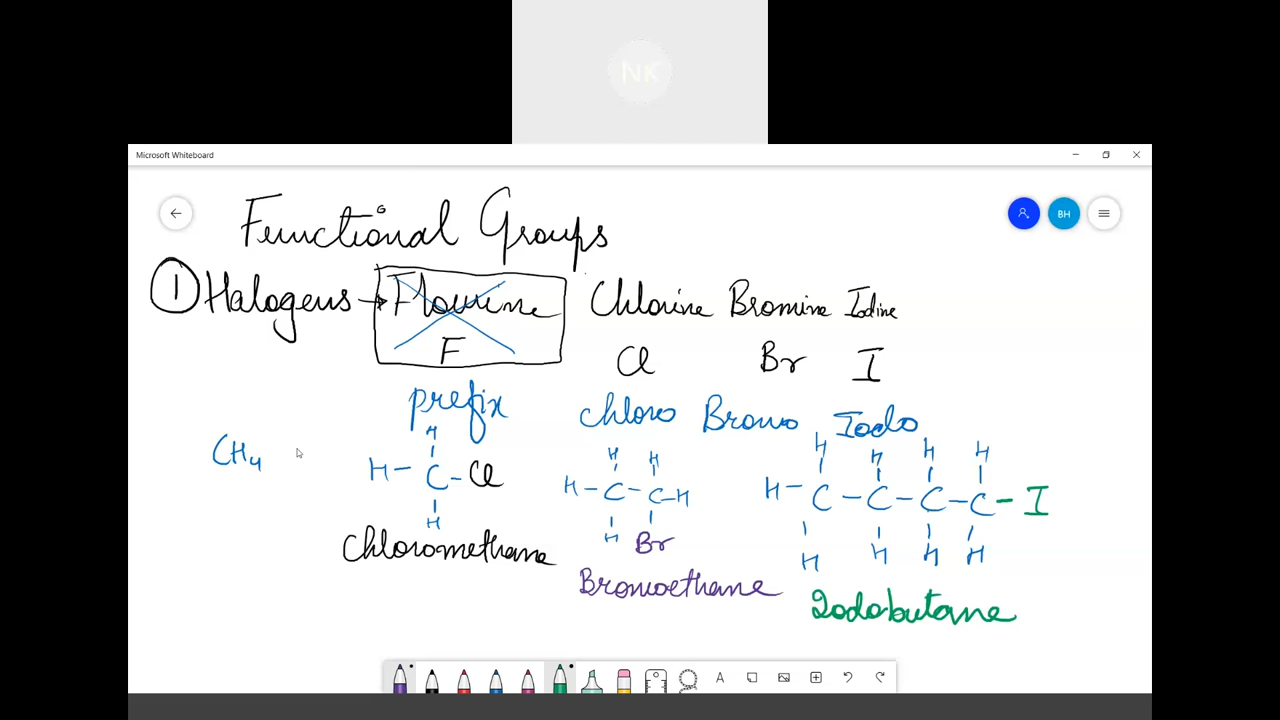 NK
Microsoft Whiteboard
BH
Functional Groups
1 Halogens → Flourine Chlorine Bromine Iodine
F Cl Br I
prefix chloro Bromo Iodo
CH4
H H H H H H H
H - C - Cl H - C - C - H H - C - C - C - C - I
H H Br H H H H
Chloromethane Bromoethane Iodobutane
A